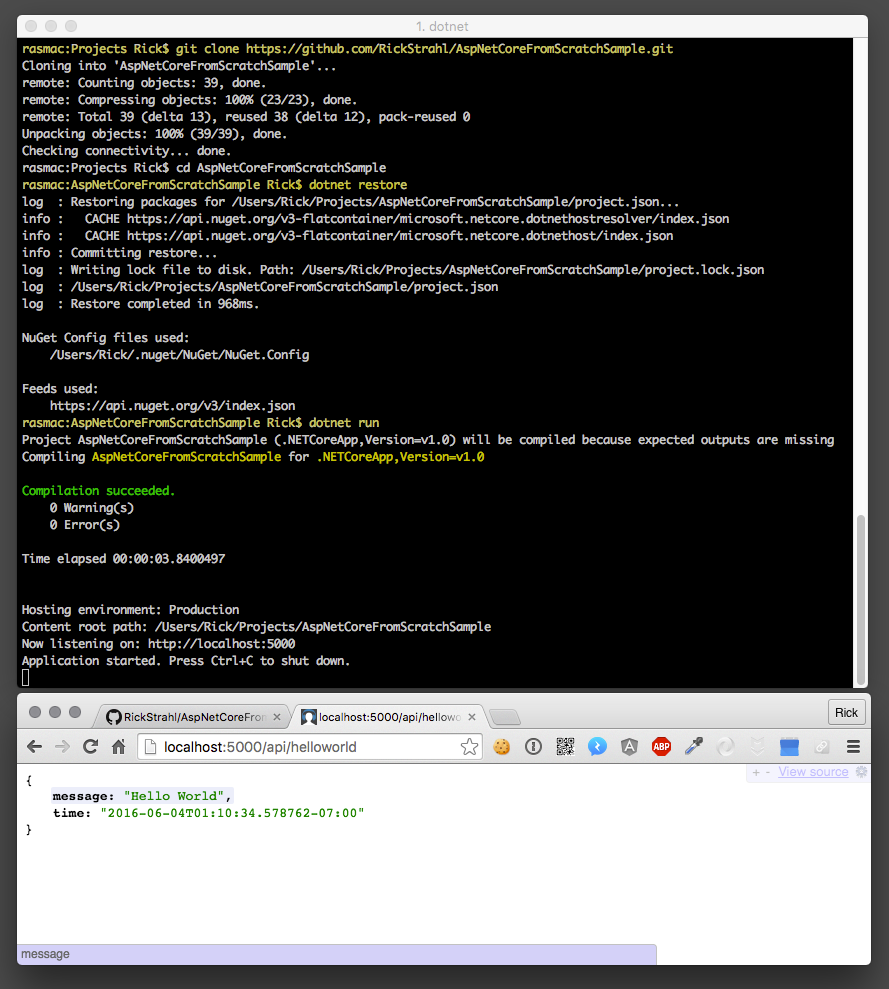 1. dotnet
rasmac:Projects Rick$ git clone https://github.com/RickStrahl/AspNetCoreFromScratchSample.git
Cloning into 'AspNetCoreFromScratchSample'...
remote: Counting objects: 39, done.
remote: Compressing objects: 100% (23/23), done.
remote: Total 39 (delta 13), reused 38 (delta 12), pack-reused 0
Unpacking objects: 100% (39/39), done.
Checking connectivity... done.
rasmac:Projects Rick$ cd AspNetCoreFromScratchSample
rasmac:AspNetCoreFromScratchSample Rick$ dotnet restore
log  : Restoring packages for /Users/Rick/Projects/AspNetCoreFromScratchSample/project.json...
info :   CACHE https://api.nuget.org/v3-flatcontainer/microsoft.netcore.dotnethostresolver/index.json
info :   CACHE https://api.nuget.org/v3-flatcontainer/microsoft.netcore.dotnethost/index.json
info : Committing restore...
log  : Writing lock file to disk. Path: /Users/Rick/Projects/AspNetCoreFromScratchSample/project.lock.json
log  : /Users/Rick/Projects/AspNetCoreFromScratchSample/project.json
log  : Restore completed in 968ms.
NuGet Config files used:
    /Users/Rick/.nuget/NuGet/NuGet.Config
Feeds used:
    https://api.nuget.org/v3/index.json
rasmac:AspNetCoreFromScratchSample Rick$ dotnet run
Project AspNetCoreFromScratchSample (.NETCoreApp,Version=v1.0) will be compiled because expected outputs are missing
Compiling AspNetCoreFromScratchSample for .NETCoreApp,Version=v1.0
Compilation succeeded.
    0 Warning(s)
    0 Error(s)
Time elapsed 00:00:03.8400497
Hosting environment: Production
Content root path: /Users/Rick/Projects/AspNetCoreFromScratchSample
Now listening on: http://localhost:5000
Application started. Press Ctrl+C to shut down.
RickStrahl/AspNetCoreFrom localhost:5000/api/hellowo Rick
localhost:5000/api/helloworld ABP
+ - View source
{
    message: "Hello World",
    time: "2016-06-04T01:10:34.578762-07:00"
}
message